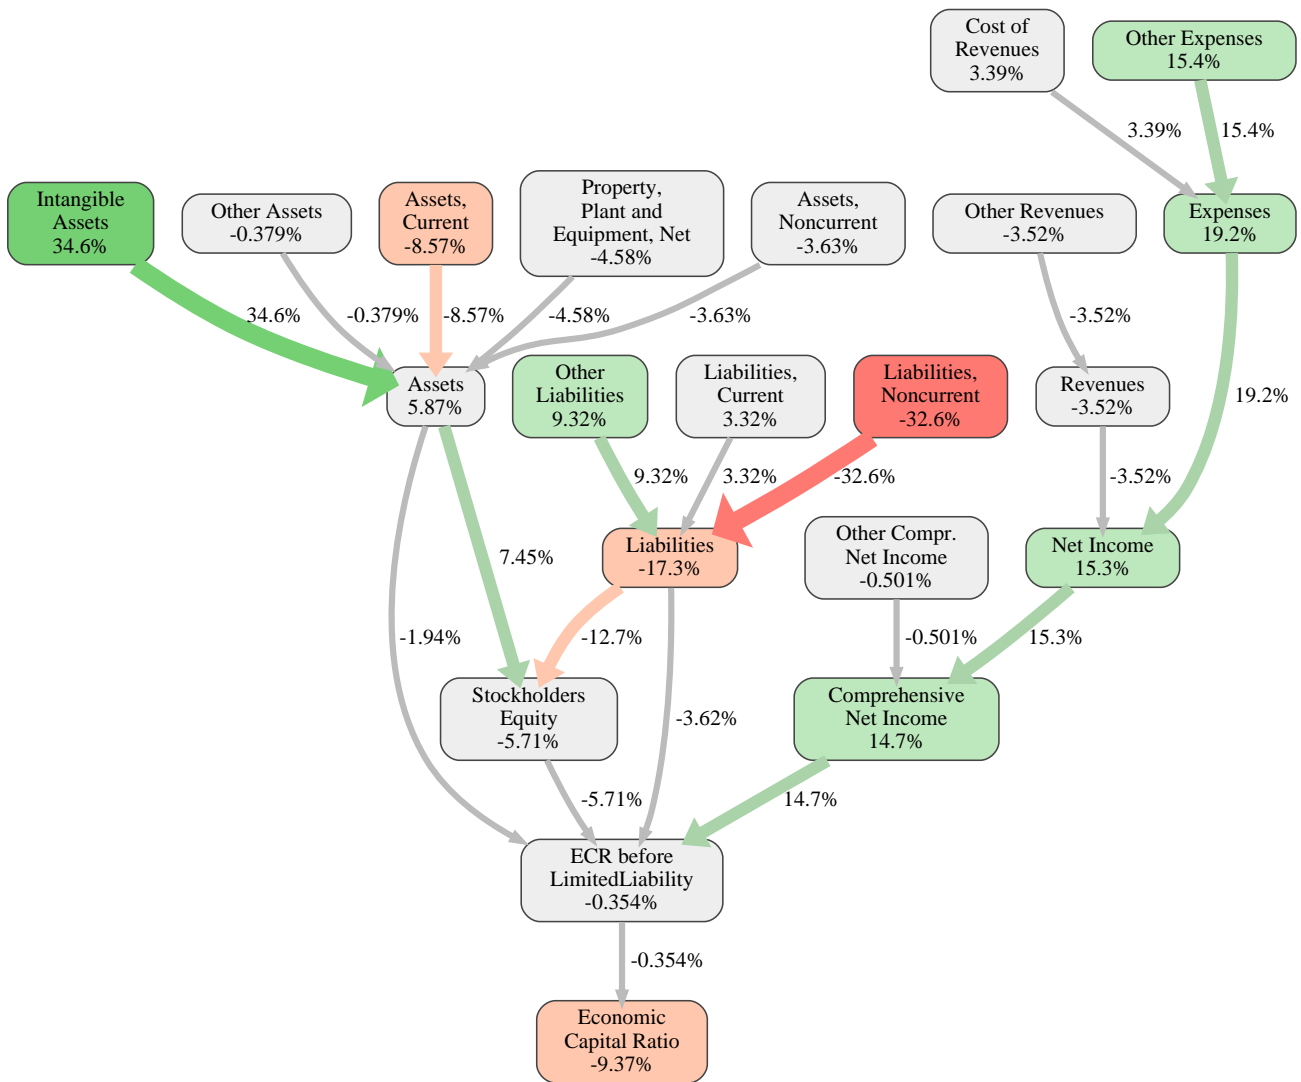 Cost of
Revenues
3.39%
Other Expenses
15.4%
3.39%
15.4%
Intangible
Assets
34.6%
Other Assets
-0.379%
Assets,
Current
-8.57%
Property,
Plant and
Equipment, Net
-4.58%
Assets,
Noncurrent
-3.63%
Other Revenues
-3.52%
Expenses
19.2%
34.6%
-0.379%
-8.57%
-4.58%
-3.63%
-3.52%
19.2%
Assets
5.87%
Other
Liabilities
9.32%
Liabilities,
Current
3.32%
Liabilities,
Noncurrent
-32.6%
Revenues
-3.52%
9.32%
3.32%
-32.6%
-3.52%
7.45%
Liabilities
-17.3%
Other Compr.
Net Income
-0.501%
Net Income
15.3%
-1.94%
-12.7%
-3.62%
-0.501%
15.3%
Stockholders
Equity
-5.71%
Comprehensive
Net Income
14.7%
-5.71%
14.7%
ECR before
LimitedLiability
-0.354%
-0.354%
Economic
Capital Ratio
-9.37%